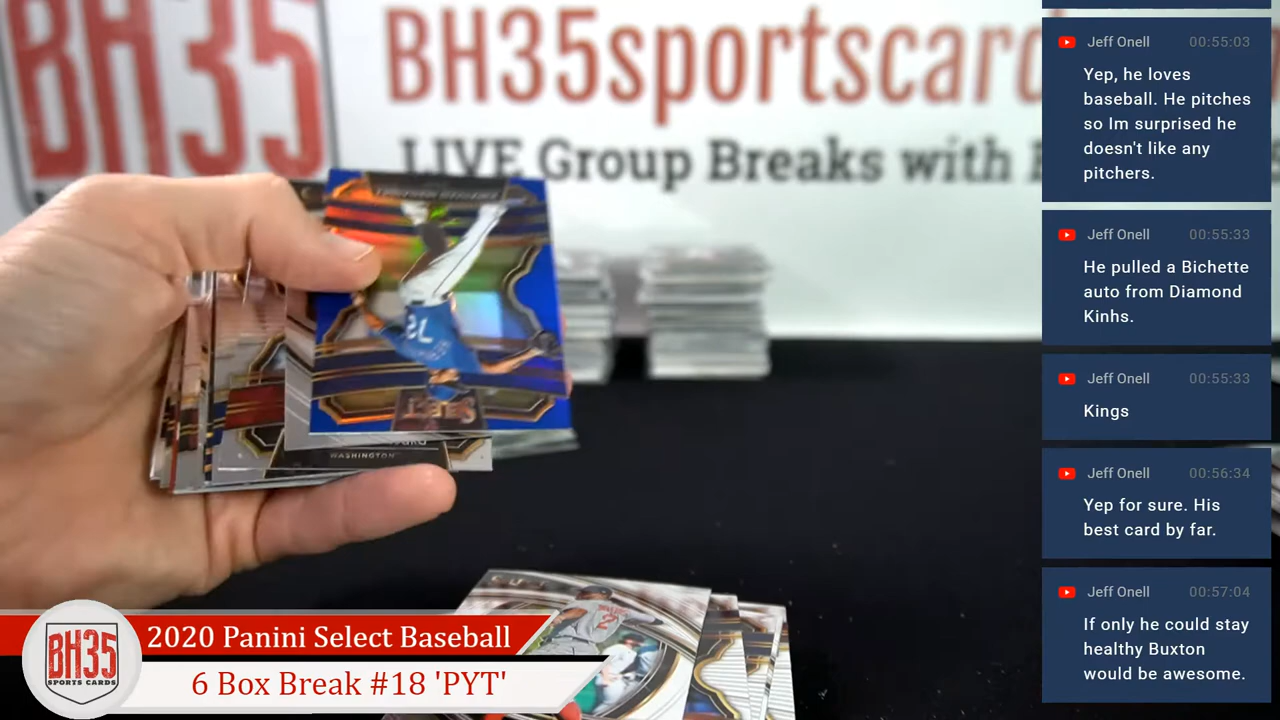 BH35
BH35sportscard
LIVE Group Breaks with
WASHINGTON
2020 Panini Select Baseball
6 Box Break #18 'PYT'
BH35
SPORTS CARDS
Jeff Onell 00:55:03
Yep, he loves
baseball. He pitches
so Im surprised he
doesn't like any
pitchers.
Jeff Onell 00:55:33
He pulled a Bichette
auto from Diamond
Kinhs.
Jeff Onell 00:55:33
Kings
Jeff Onell 00:56:34
Yep for sure. His
best card by far.
Jeff Onell 00:57:04
If only he could stay
healthy Buxton
would be awesome.